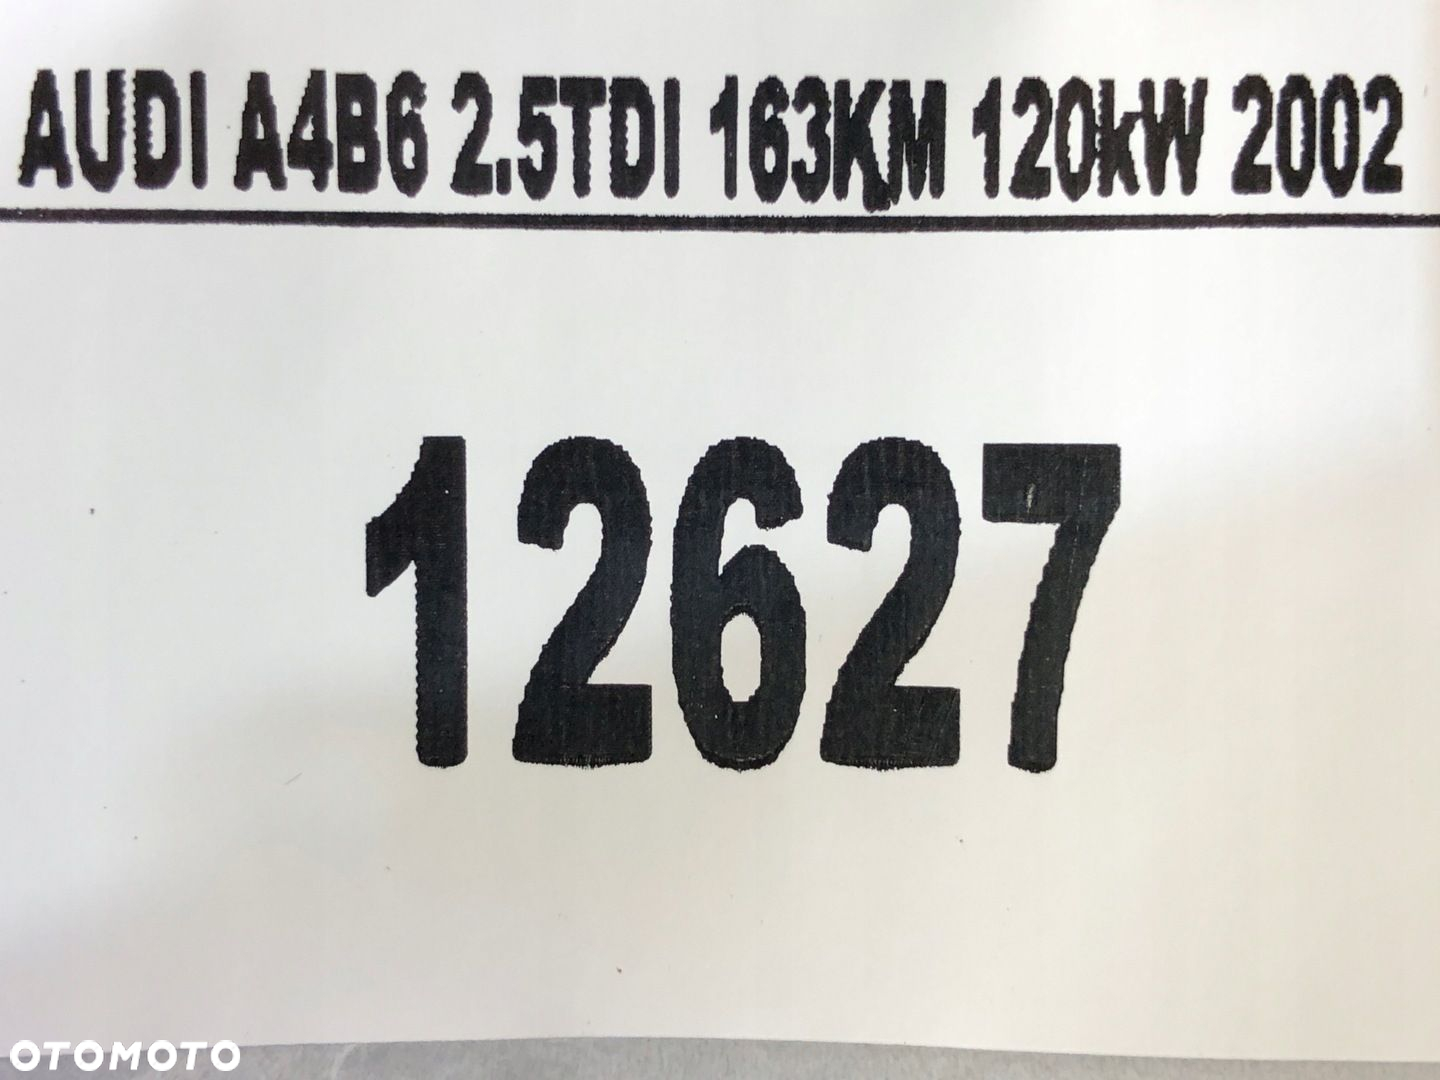 AUDI A4B6 2.5TDI 163KM 120kW 2002
12627
OTOMOTO